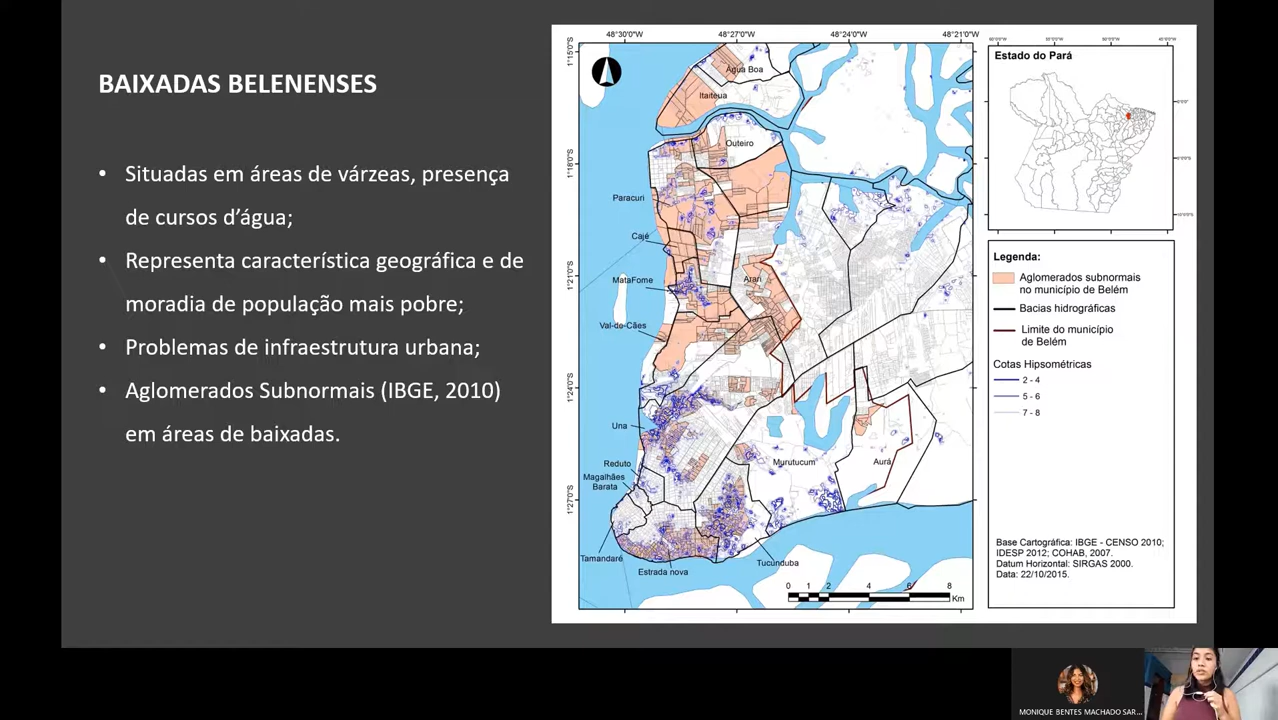 BAIXADAS BELENENSES
• Situadas em áreas de várzeas, presença
de cursos d’água;
• Representa característica geográfica e de
moradia de população mais pobre;
• Problemas de infraestrutura urbana;
• Aglomerados Subnormais (IBGE, 2010)
em áreas de baixadas.
48°30'0"W 48°27'0"W 48°24'0"W 48°21'0"W
1°15'0"S
1°18'0"S
1°21'0"S
1°24'0"S
1°27'0"S
Água Boa
Itaiteua
Outeiro
Paracuri
Cajé
MataFome
Arari
Val-de-Cães
Una
Reduto
Magalhães
Barata
Murutucum
Aurá
Tamandaré
Estrada nova
Tucunduba
0 1 2 4 6 8
Km
Estado do Pará
Legenda:
Aglomerados subnormais
no município de Belém
Bacias hidrográficas
Limite do município
de Belém
Cotas Hipsométricas
2 - 4
5 - 6
7 - 8
Base Cartográfica: IBGE - CENSO 2010;
IDESP 2012; COHAB, 2007.
Datum Horizontal: SIRGAS 2000.
Data: 22/10/2015.
MONIQUE BENTES MACHADO SAR...